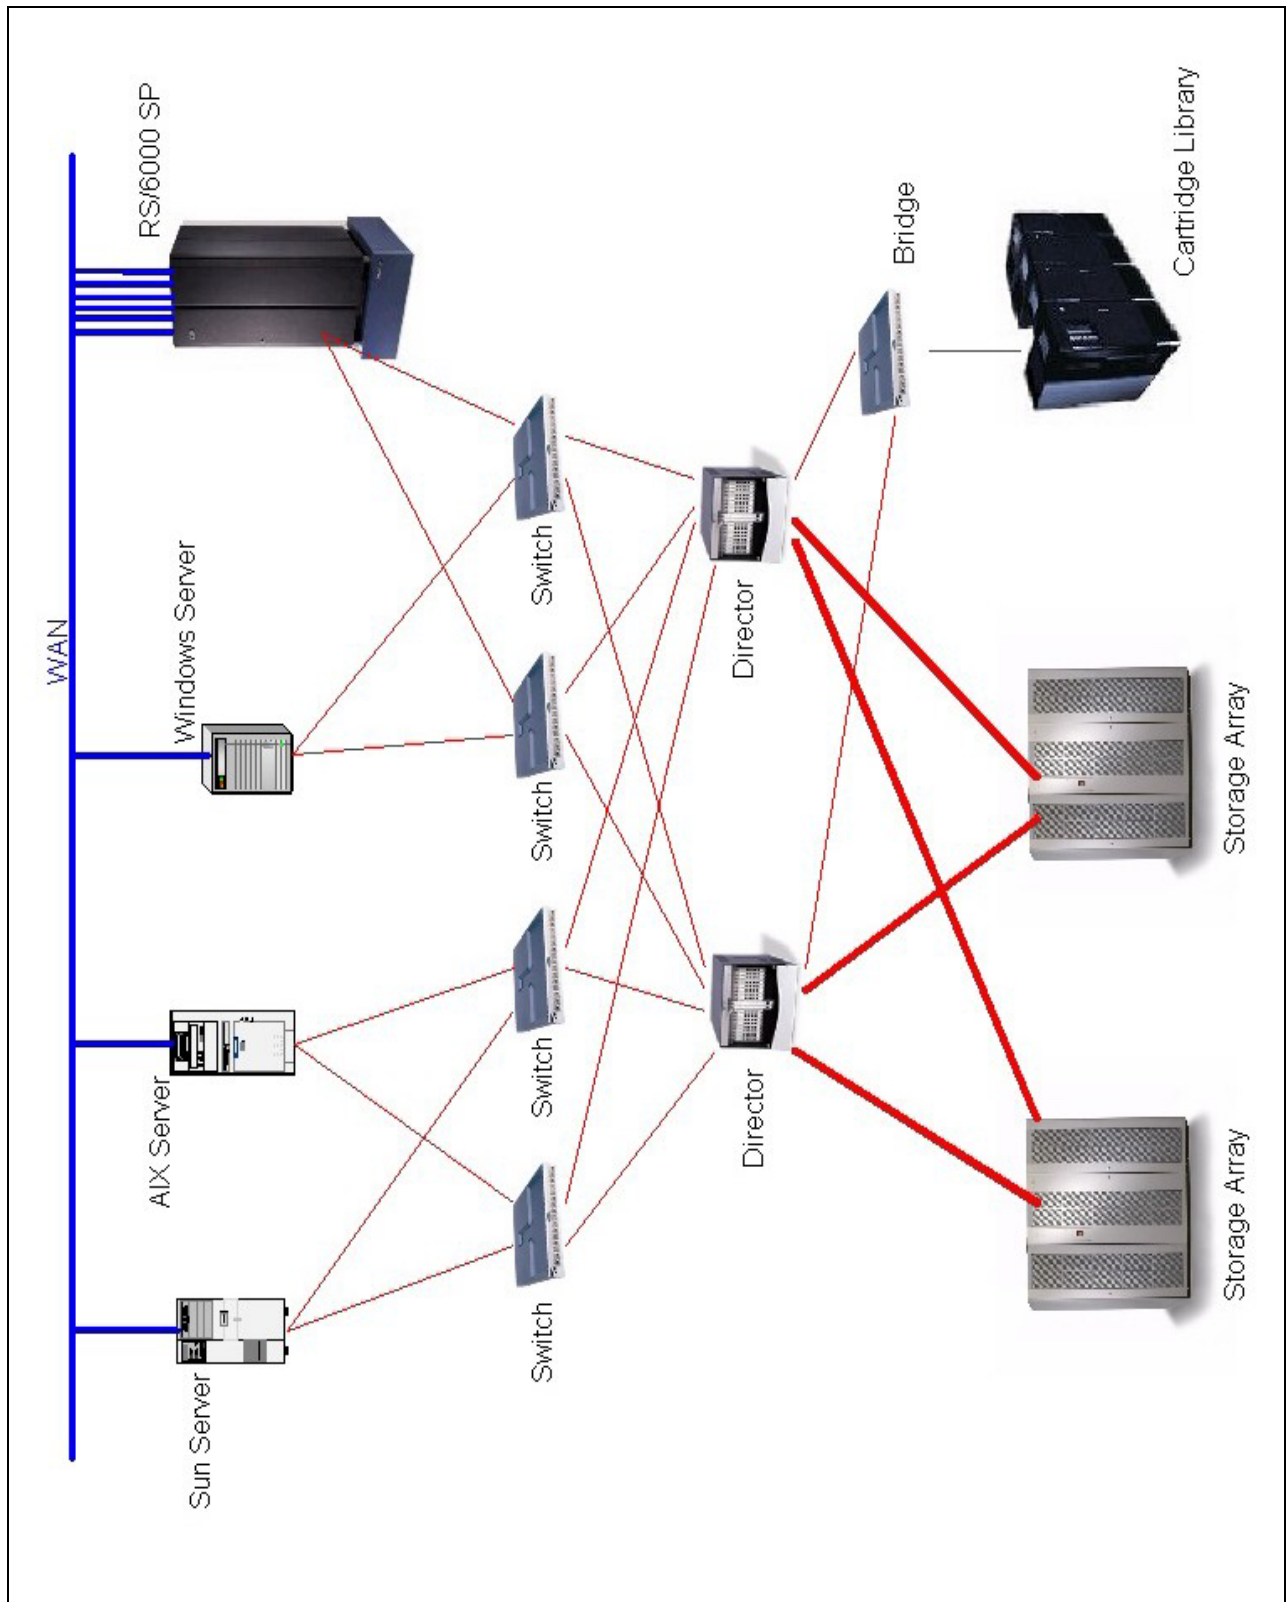 WAN
Sun Server
AIX Server
Windows Server
RS/6000 SP
Switch
Switch
Switch
Switch
Director
Director
Bridge
Storage Array
Storage Array
Cartridge Library